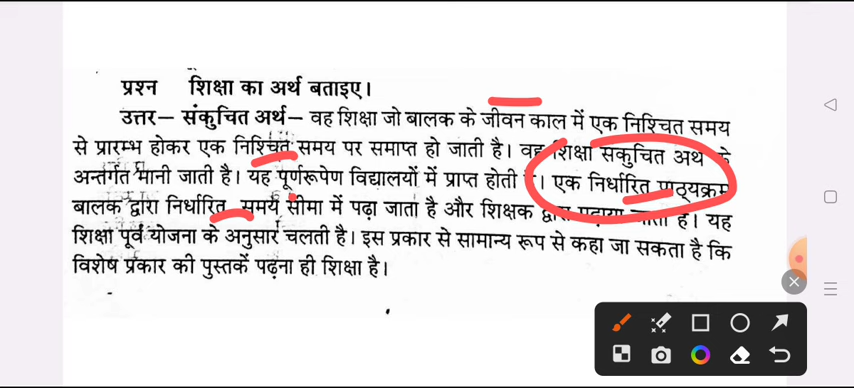 प्रश्न शिक्षा का अर्थ बताइए।
उत्तर– संकुचित अर्थ– वह शिक्षा जो बालक के जीवन काल में एक निश्चित समय
से प्रारम्भ होकर एक निश्चित समय पर समाप्त हो जाती है। वह शिक्षा सकुचित अर्थ के
अन्तर्गत मानी जाती है। यह पूर्णरूपेण विद्यालयों में प्राप्त होती है। एक निर्धारित पाठ्यक्रम
बालक द्वारा निर्धारित समय सीमा में पढ़ा जाता है और शिक्षक द्वारा पढ़ाया जाता है। यह
शिक्षा पूर्व योजना के अनुसार चलती है। इस प्रकार से सामान्य रूप से कहा जा सकता है कि
विशेष प्रकार की पुस्तकें पढ़ना ही शिक्षा है।